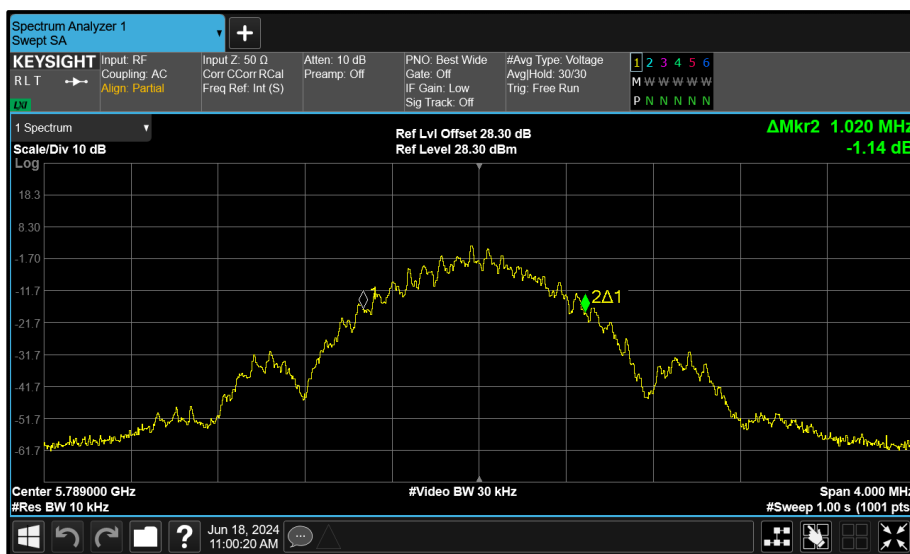 Spectrum Analyzer 1
Swept SA
+
KEYSIGHT
RLT
LXI
Input: RF
Coupling: AC
Align: Partial
Input Z: 50 Ω
Corr CCorr RCal
Freq Ref: Int (S)
Atten: 10 dB
Preamp: Off
PNO: Best Wide
Gate: Off
IF Gain: Low
Sig Track: Off
#Avg Type: Voltage
Avg|Hold: 30/30
Trig: Free Run
1 2 3 4 5 6
M W W W W W
P N N N N N
1 Spectrum
Scale/Div 10 dB
Log
Ref Lvl Offset 28.30 dB
Ref Level 28.30 dBm
ΔMkr2 1.020 MHz
-1.14 dB
18.3
8.30
-1.70
-11.7
-21.7
-31.7
-41.7
-51.7
-61.7
1
2Δ1
Center 5.789000 GHz
#Res BW 10 kHz
#Video BW 30 kHz
Span 4.000 MHz
#Sweep 1.00 s (1001 pts
?
Jun 18, 2024
11:00:20 AM